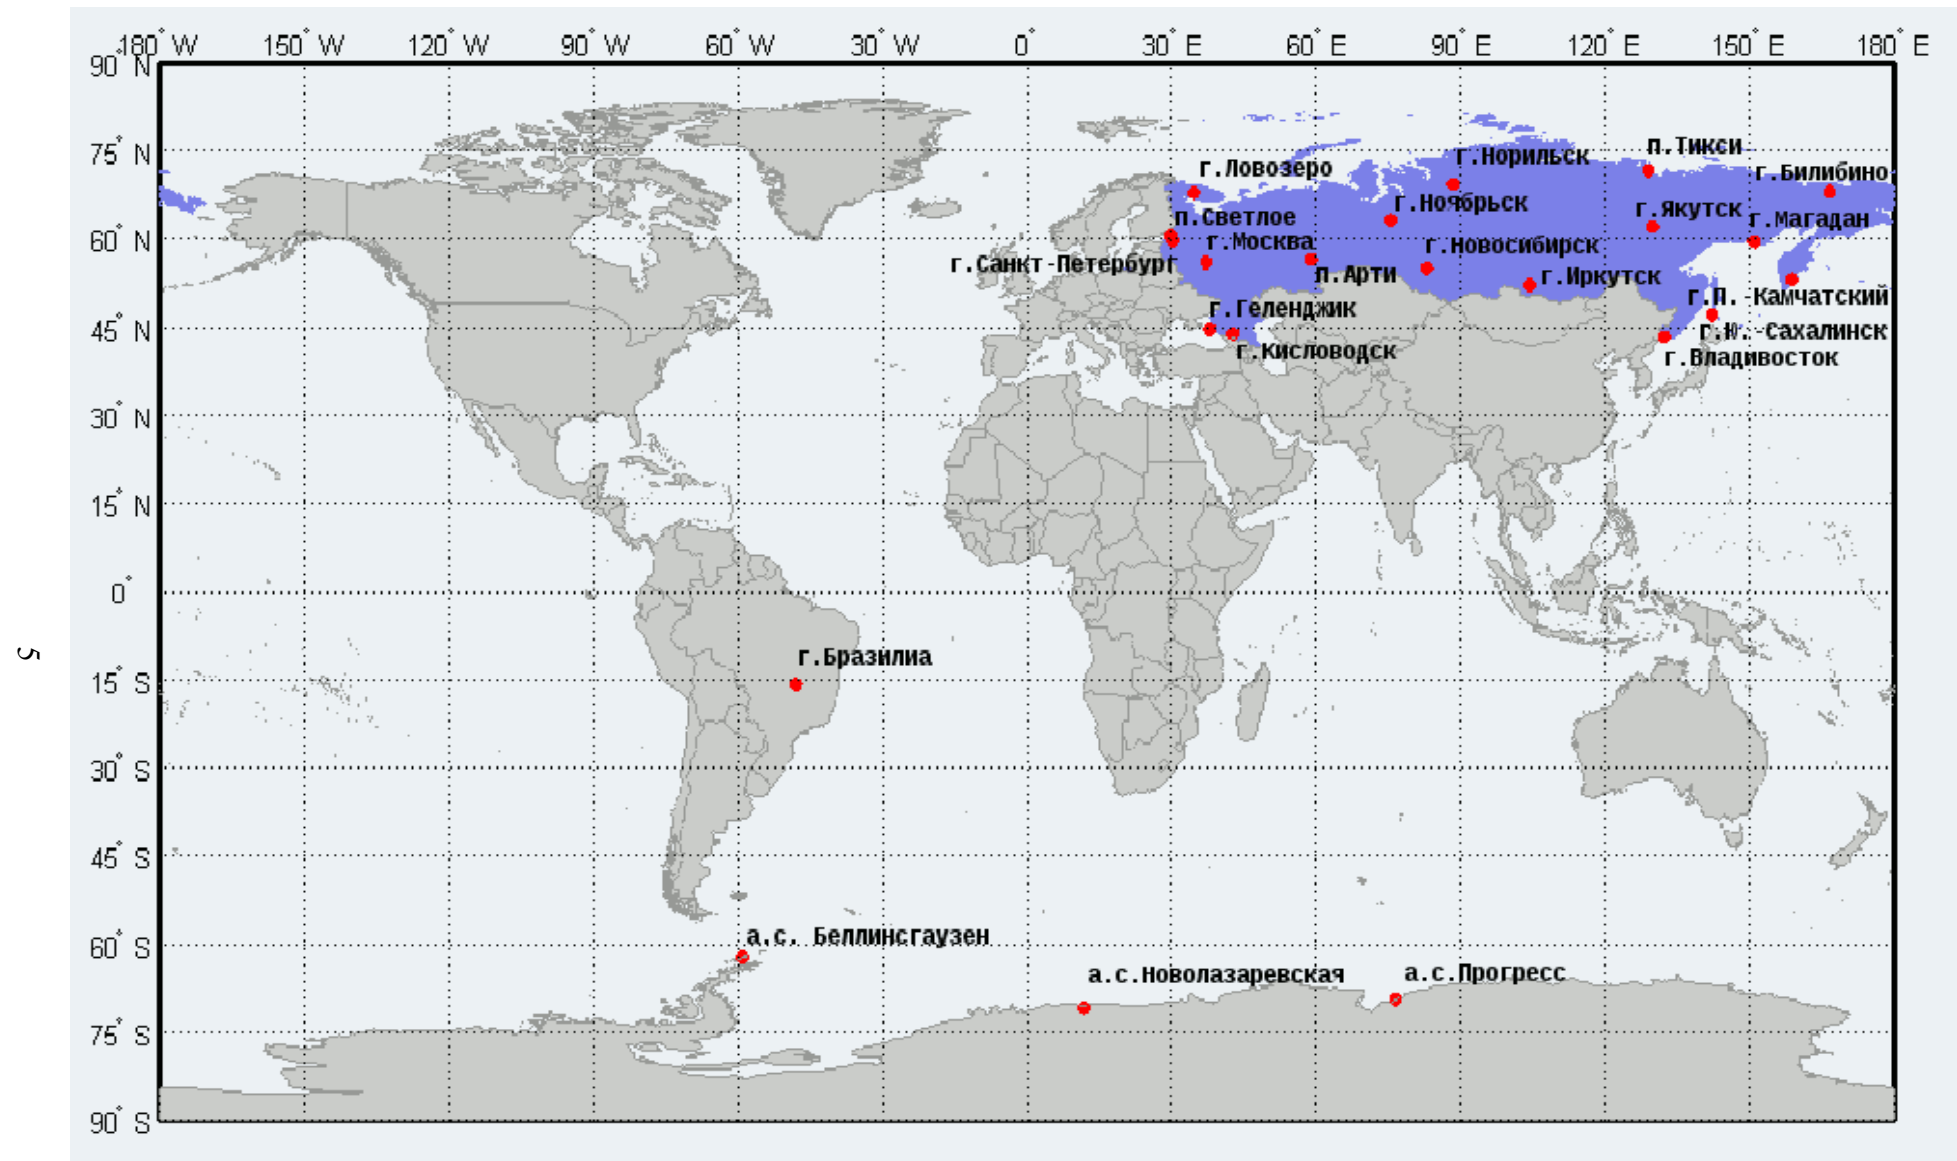 180° W 150° W 120° W 90° W 60° W 30° W 0° 30° E 60° E 90° E 120° E 150° E 180° E
90° N
75° N
п.Тикси
г.Норильск
г.Ловозеро
г.Билибино
г.Ноябрьск
г.Якутск
п.Светлое
г.Магадан
60° N
г.Москва
г.Новосибирск
г.Санкт-Петербург
п.Арти
г.Иркутск
г.П.-Камчатский
г.Геленджик
45° N
г.Ю.-Сахалинск
г.Кисловодск
г.Владивосток
30° N
15° N
0°
5
г.Бразилиа
15° S
30° S
45° S
а.с. Беллинсгаузен
60° S
а.с.Новолазаревская
а.с.Прогресс
75° S
90° S